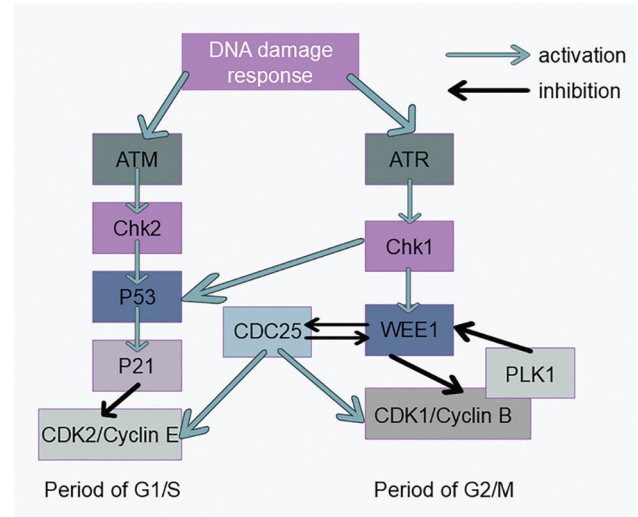 DNA damage
response
activation
inhibition
ATM
ATR
Chk2
Chk1
P53
CDC25
WEE1
P21
PLK1
CDK2/Cyclin E
CDK1/Cyclin B
Period of G1/S
Period of G2/M